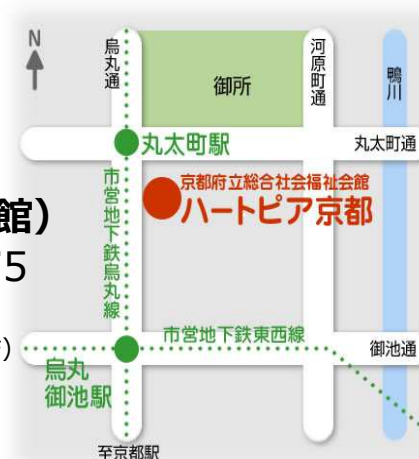 N
烏丸通
御所
河原町通
鴨川
丸太町駅
丸太町通
京都府立総合社会福祉会館
ハートピア京都
館)
5
市営地下鉄烏丸線
)
市営地下鉄東西線
御池通
烏丸
御池駅
至京都駅